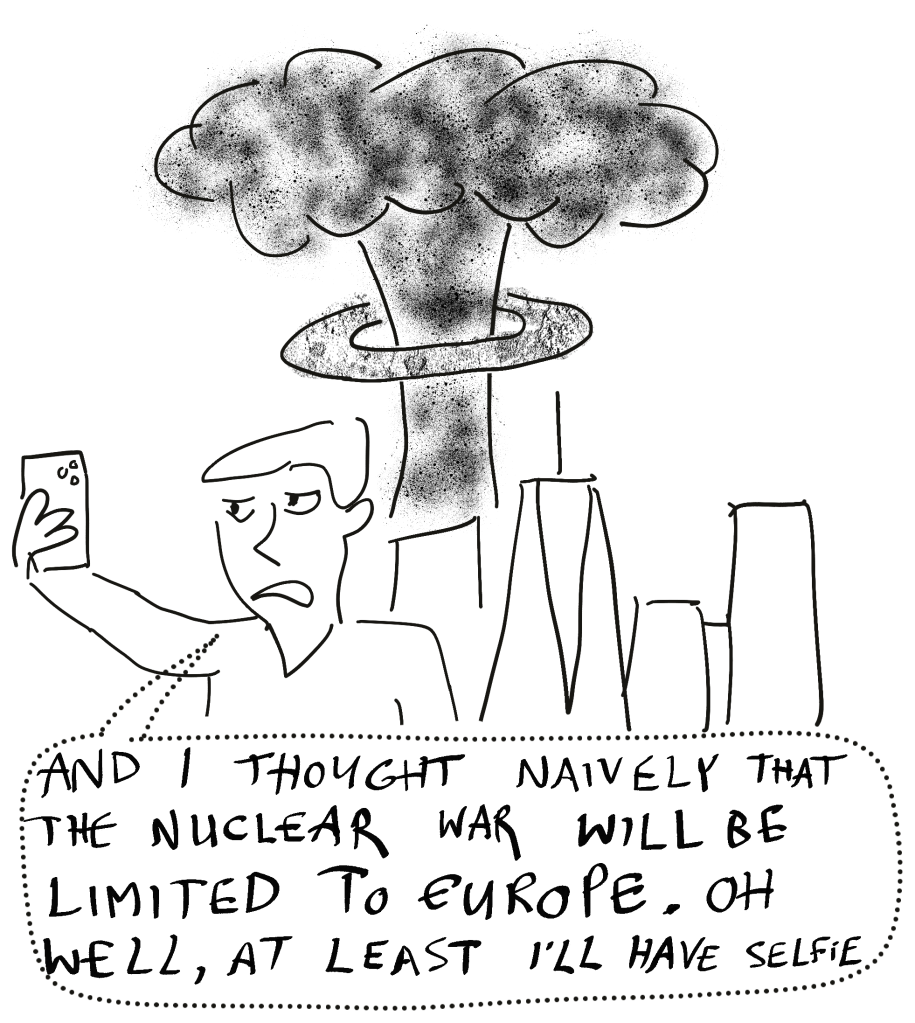 AND I THOUGHT NAIVELY THAT
THE NUCLEAR WAR WILL BE
LIMITED TO EUROPE. OH
WELL, AT LEAST I'LL HAVE SELFIE